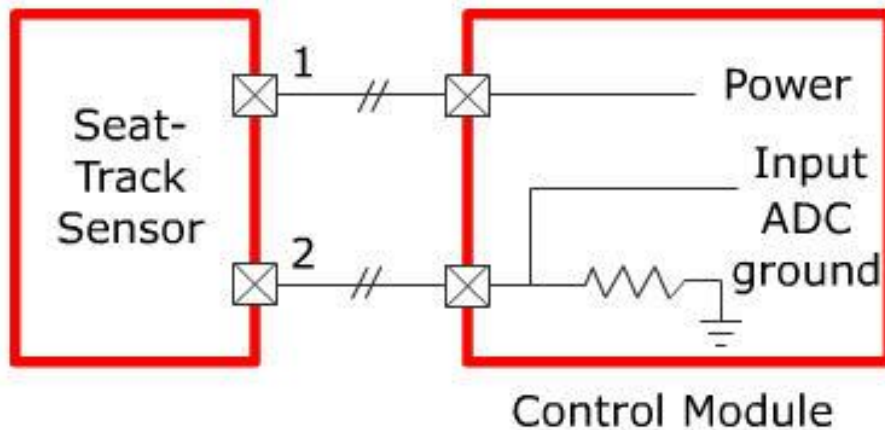 Seat-
Track
Sensor
1
2
Power
Input
ADC
ground
Control Module